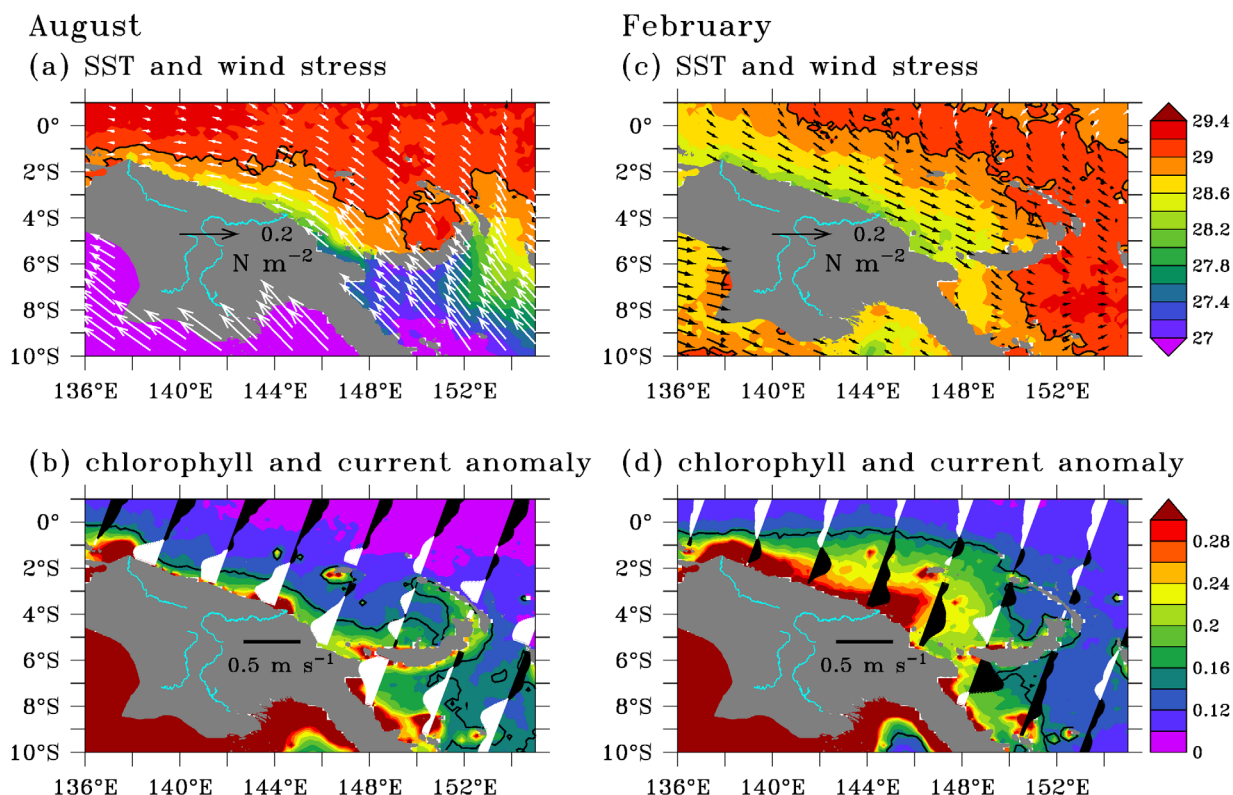 August
(a) SST and wind stress
0°
2°S
4°S
6°S
8°S
10°S
0.2
N m⁻²
136°E 140°E 144°E 148°E 152°E
February
(c) SST and wind stress
0°
2°S
4°S
6°S
8°S
10°S
0.2
N m⁻²
136°E 140°E 144°E 148°E 152°E
29.4
29
28.6
28.2
27.8
27.4
27
(b) chlorophyll and current anomaly
0°
2°S
4°S
6°S
8°S
10°S
0.5 m s⁻¹
136°E 140°E 144°E 148°E 152°E
(d) chlorophyll and current anomaly
0°
2°S
4°S
6°S
8°S
10°S
0.5 m s⁻¹
136°E 140°E 144°E 148°E 152°E
0.28
0.24
0.2
0.16
0.12
0